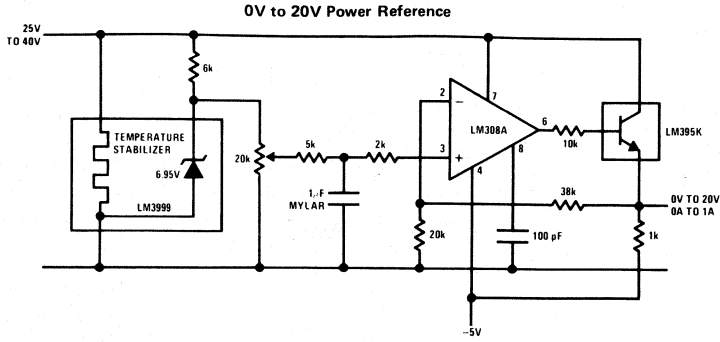 0V to 20V Power Reference
25V
TO 40V
6k
7
2
−
LM308A
6
LM395K
TEMPERATURE
STABILIZER
5k
2k
3
+
4
8
10k
20k
6.95V
1μF
MYLAR
38k
0V TO 20V
0A TO 1A
LM3999
20k
100 pF
1k
−5V